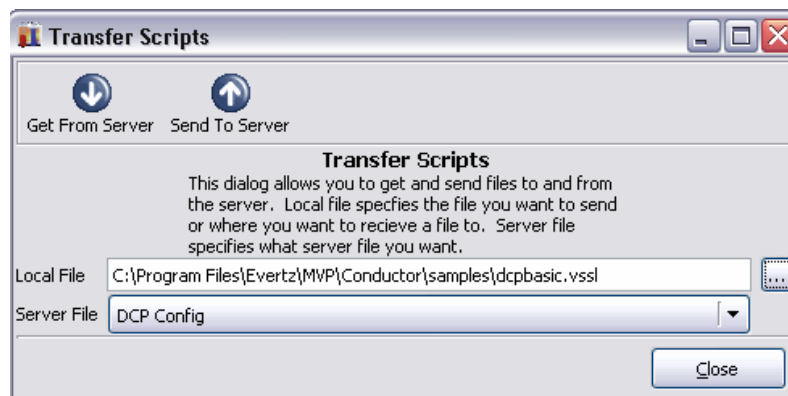 Transfer Scripts
Get From Server Send To Server
Transfer Scripts
This dialog allows you to get and send files to and from
the server. Local file specfies the file you want to send
or where you want to recieve a file to. Server file
specifies what server file you want.
Local File C:\Program Files\Evertz\MVP\Conductor\samples\dcpbasic.vssl ...
Server File DCP Config
Close